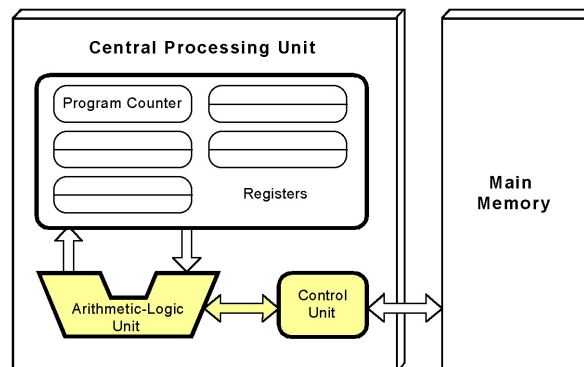 Central Processing Unit
Program Counter
Registers
Main
Memory
Arithmetic-Logic
Unit
Control
Unit